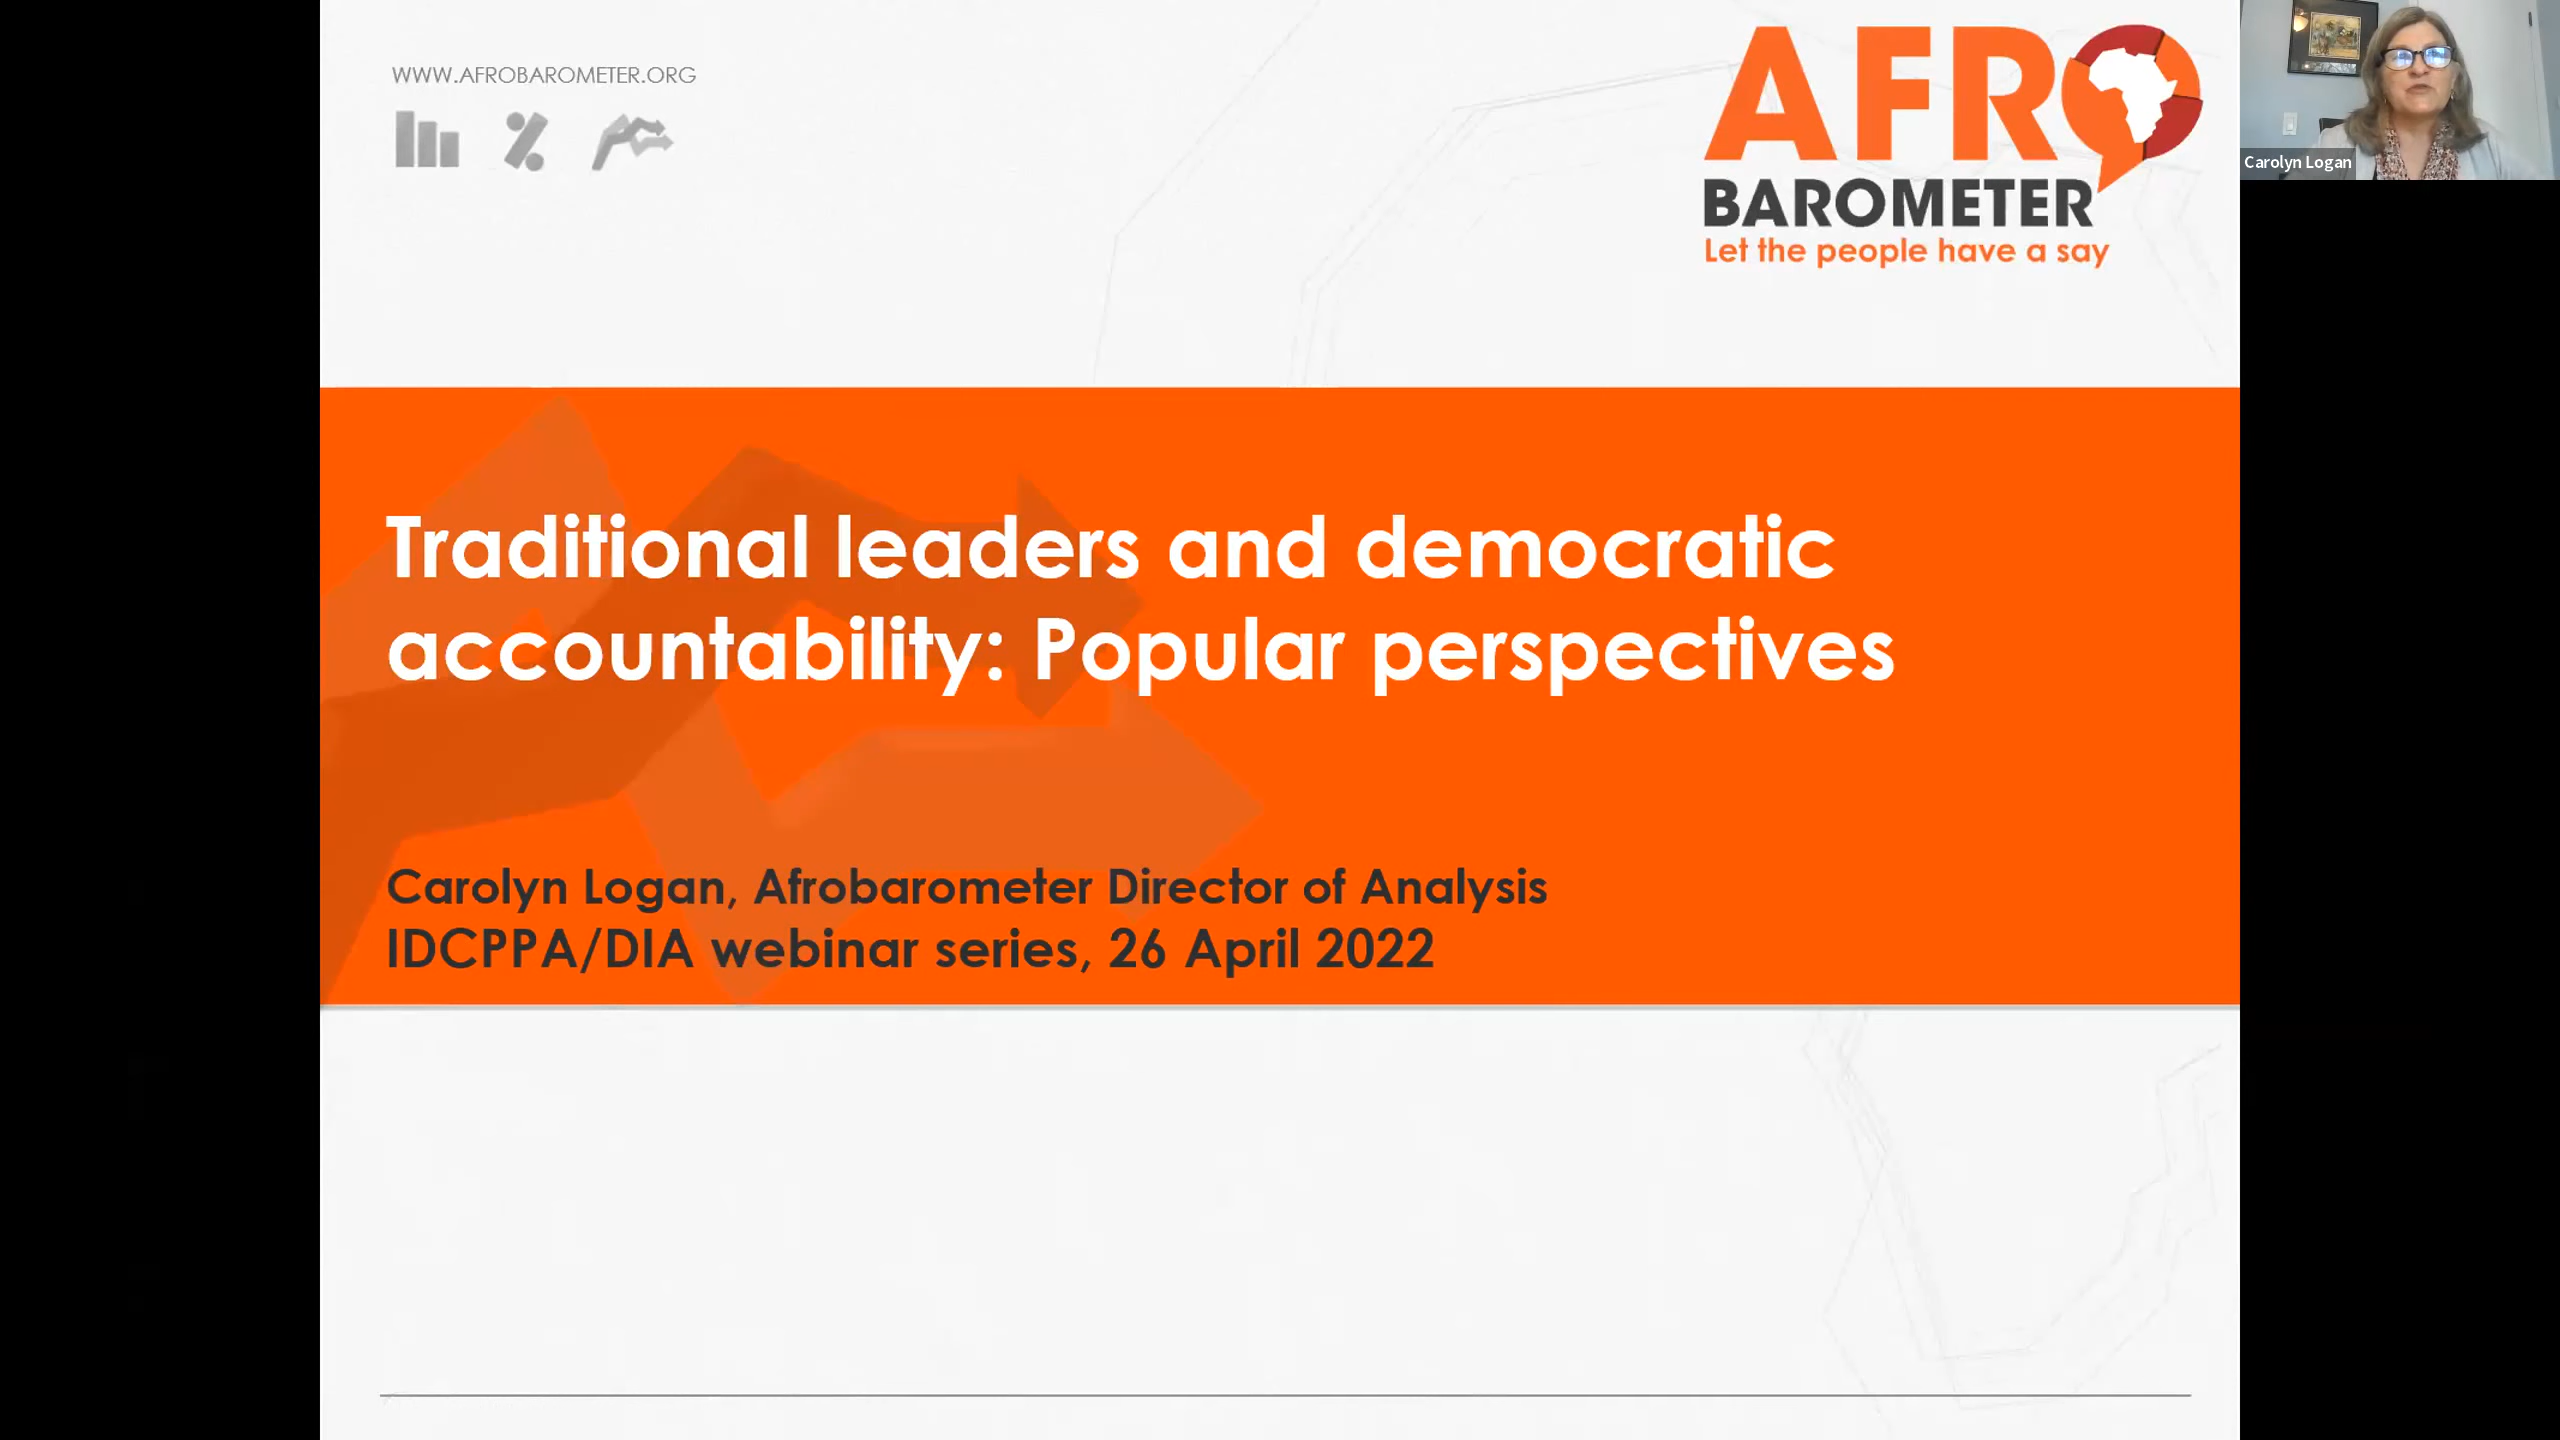 WWW.AFROBAROMETER.ORG
AFRO
BAROMETER
Let the people have a say
Carolyn Logan
Traditional leaders and democratic
accountability: Popular perspectives
Carolyn Logan, Afrobarometer Director of Analysis
IDCPPA/DIA webinar series, 26 April 2022